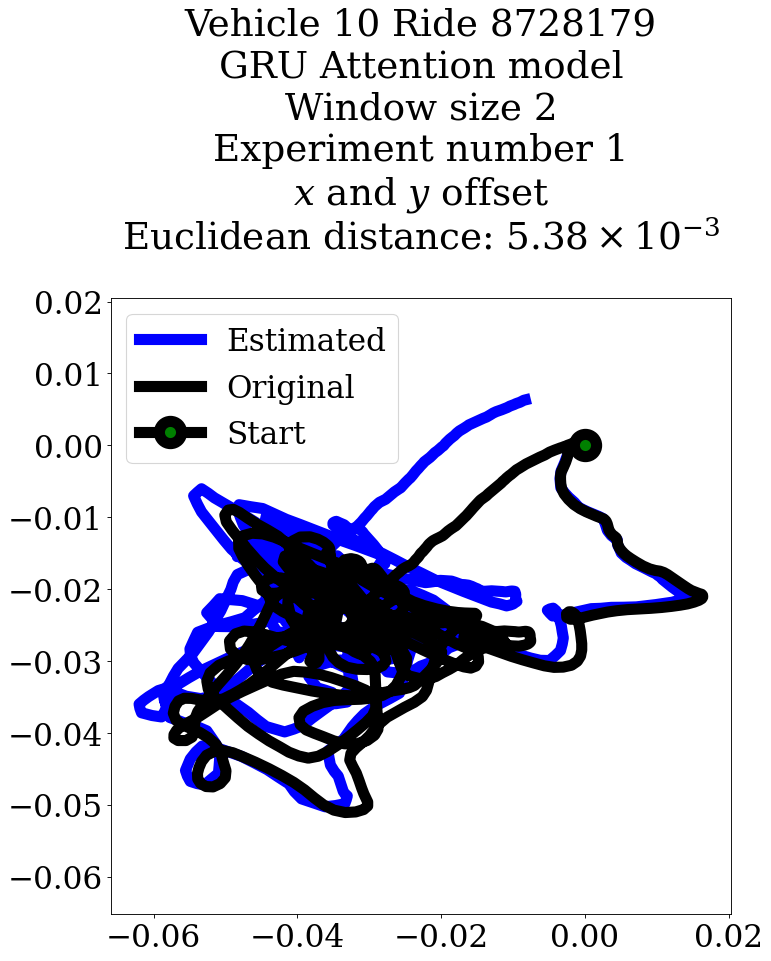 Vehicle 10 Ride 8728179
GRU Attention model
Window size 2
Experiment number 1
x and y offset
Euclidean distance: 5.38 × 10⁻³
Estimated
Original
Start
0.02
0.01
0.00
−0.01
−0.02
−0.03
−0.04
−0.05
−0.06
−0.06 −0.04 −0.02 0.00 0.02